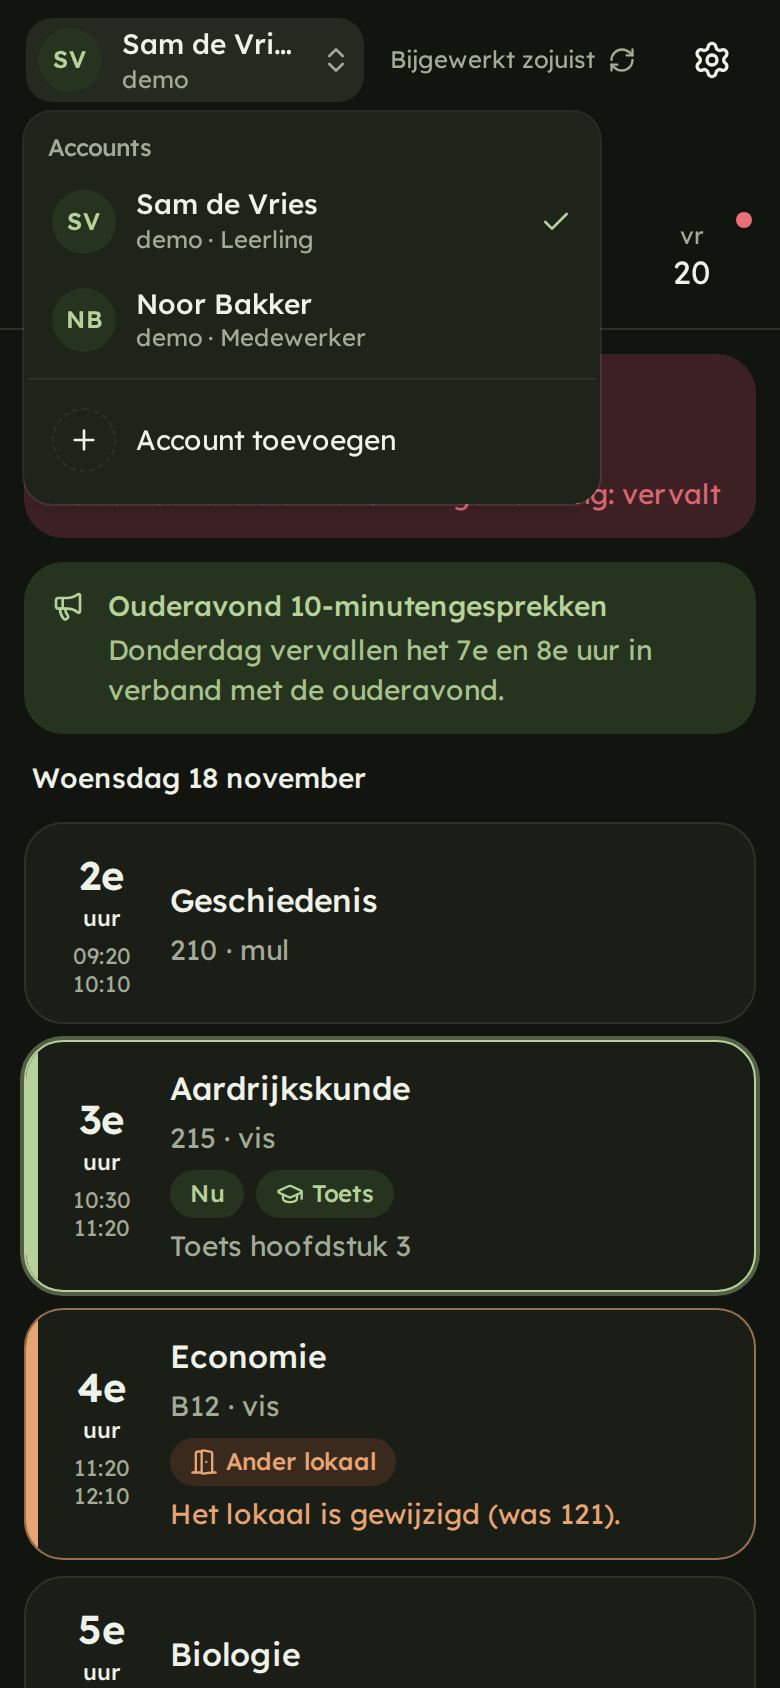 SV
Sam de Vri...
demo
Bijgewerkt zojuist
Accounts
SV
Sam de Vries
demo · Leerling
NB
Noor Bakker
demo · Medewerker
Account toevoegen
vr
20
: vervalt
Ouderavond 10-minutengesprekken
Donderdag vervallen het 7e en 8e uur in
verband met de ouderavond.
Woensdag 18 november
2e
uur
09:20
10:10
Geschiedenis
210 · mul
3e
uur
10:30
11:20
Aardrijkskunde
215 · vis
Nu
Toets
Toets hoofdstuk 3
4e
uur
11:20
12:10
Economie
B12 · vis
Ander lokaal
Het lokaal is gewijzigd (was 121).
5e
uur
Biologie